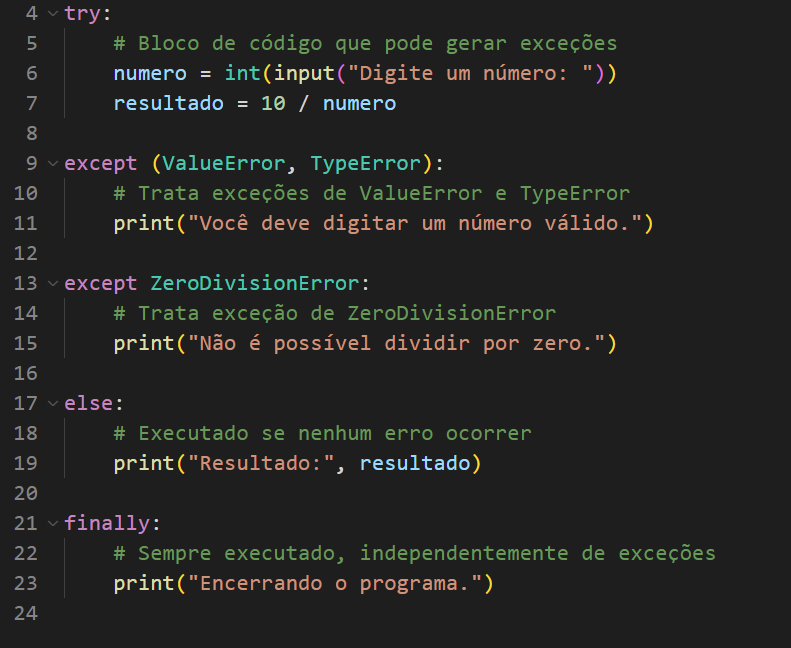 4 try:
5     # Bloco de código que pode gerar exceções
6     numero = int(input("Digite um número: "))
7     resultado = 10 / numero
8
9 except (ValueError, TypeError):
10     # Trata exceções de ValueError e TypeError
11     print("Você deve digitar um número válido.")
12
13 except ZeroDivisionError:
14     # Trata exceção de ZeroDivisionError
15     print("Não é possível dividir por zero.")
16
17 else:
18     # Executado se nenhum erro ocorrer
19     print("Resultado:", resultado)
20
21 finally:
22     # Sempre executado, independentemente de exceções
23     print("Encerrando o programa.")
24